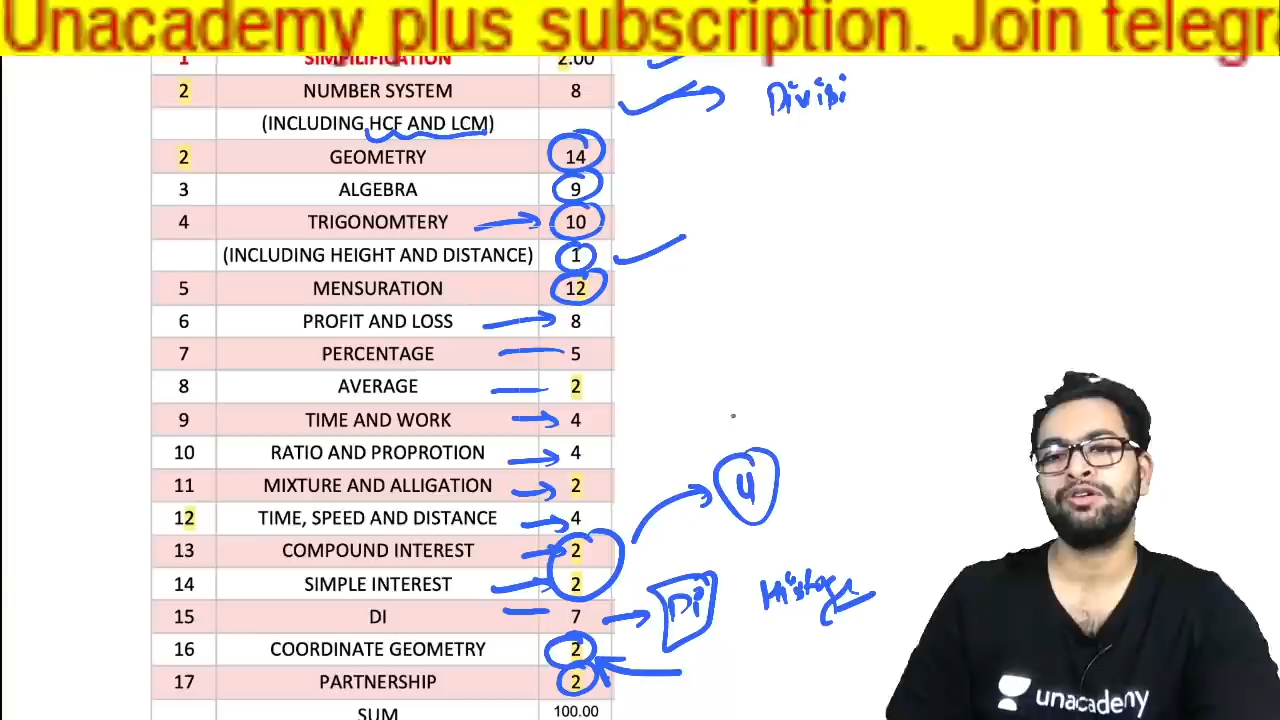 Unacademy plus subscription. Join telegra
1 SIMFILIFICATION 2.00
2 NUMBER SYSTEM 8 Divibi
(INCLUDING HCF AND LCM)
2 GEOMETRY 14
3 ALGEBRA 9
4 TRIGONOMTERY 10
(INCLUDING HEIGHT AND DISTANCE) 1
5 MENSURATION 12
6 PROFIT AND LOSS 8
7 PERCENTAGE 5
8 AVERAGE 2
9 TIME AND WORK 4
10 RATIO AND PROPROTION 4
11 MIXTURE AND ALLIGATION 2 4
12 TIME, SPEED AND DISTANCE 4
13 COMPOUND INTEREST 2
14 SIMPLE INTEREST 2
15 DI 7 DI
16 COORDINATE GEOMETRY 2
17 PARTNERSHIP 2
SUM 100.00
unacademy